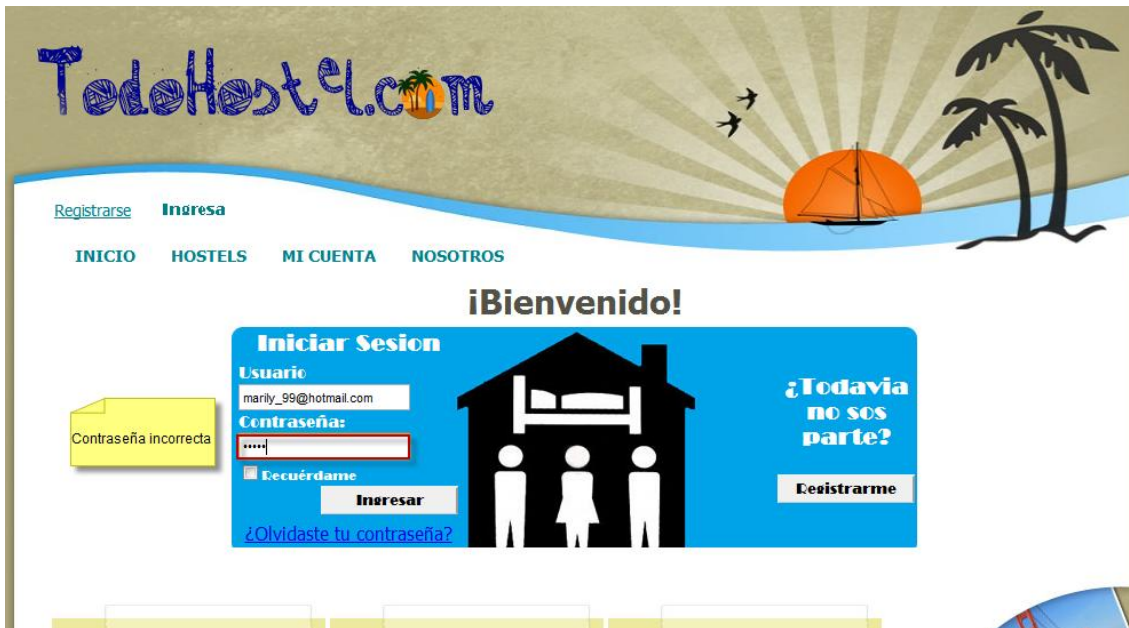 TodoHostel.com
Registrarse Ingresa
INICIO HOSTELS MI CUENTA NOSOTROS
¡Bienvenido!
Iniciar Sesion
Usuario
marily_99@hotmail.com
Contraseña:
•••••
Recuérdame
Ingresar
¿Olvidaste tu contraseña?
Contraseña incorrecta
¿Todavia
no sos
parte?
Registrarme